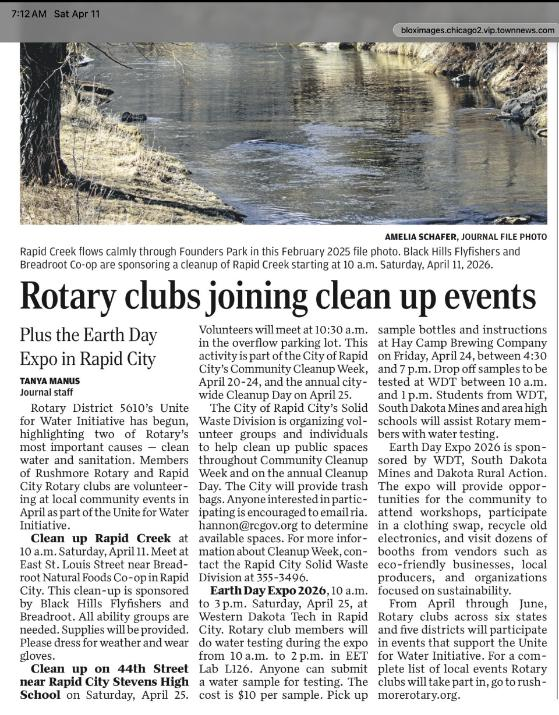 7:12 AM Sat Apr 11
bloximages.chicago2.vip.townnews.com
AMELIA SCHAFER, JOURNAL FILE PHOTO
Rapid Creek flows calmly through Founders Park in this February 2025 file photo. Black Hills Flyfishers and
Breadroot Co-op are sponsoring a cleanup of Rapid Creek starting at 10 a.m. Saturday, April 11, 2026.
Rotary clubs joining clean up events
Plus the Earth Day
Expo in Rapid City
TANYA MANUS
Journal staff
Rotary District 5610’s Unite
for Water Initiative has begun,
highlighting two of Rotary’s
most important causes — clean
water and sanitation. Members
of Rushmore Rotary and Rapid
City Rotary clubs are volunteer-
ing at local community events in
April as part of the Unite for Water
Initiative.
Clean up Rapid Creek at
10 a.m. Saturday, April 11. Meet at
East St. Louis Street near Bread-
root Natural Foods Co-op in Rapid
City. This clean-up is sponsored
by Black Hills Flyfishers and
Breadroot. All ability groups are
needed. Supplies will be provided.
Please dress for weather and wear
gloves.
Clean up on 44th Street
near Rapid City Stevens High
School on Saturday, April 25.
Volunteers will meet at 10:30 a.m.
in the overflow parking lot. This
activity is part of the City of Rapid
City’s Community Cleanup Week,
April 20-24, and the annual city-
wide Cleanup Day on April 25.
The City of Rapid City’s Solid
Waste Division is organizing vol-
unteer groups and individuals
to help clean up public spaces
throughout Community Cleanup
Week and on the annual Cleanup
Day. The City will provide trash
bags. Anyone interested in partic-
ipating is encouraged to email ria.
hannon@rcgov.org to determine
available spaces. For more infor-
mation about Cleanup Week, con-
tact the Rapid City Solid Waste
Division at 355-3496.
Earth Day Expo 2026, 10 a.m.
to 3 p.m. Saturday, April 25, at
Western Dakota Tech in Rapid
City. Rotary club members will
do water testing during the expo
from 10 a.m. to 2 p.m. in EET
Lab L126. Anyone can submit
a water sample for testing. The
cost is $10 per sample. Pick up
sample bottles and instructions
at Hay Camp Brewing Company
on Friday, April 24, between 4:30
and 7 p.m. Drop off samples to be
tested at WDT between 10 a.m.
and 1 p.m. Students from WDT,
South Dakota Mines and area high
schools will assist Rotary mem-
bers with water testing.
Earth Day Expo 2026 is spon-
sored by WDT, South Dakota
Mines and Dakota Rural Action.
The expo will provide oppor-
tunities for the community to
attend workshops, participate
in a clothing swap, recycle old
electronics, and visit dozens of
booths from vendors such as
eco-friendly businesses, local
producers, and organizations
focused on sustainability.
From April through June,
Rotary clubs across six states
and five districts will participate
in events that support the Unite
for Water Initiative. For a com-
plete list of local events Rotary
clubs will take part in, go to rush-
morerotary.org.